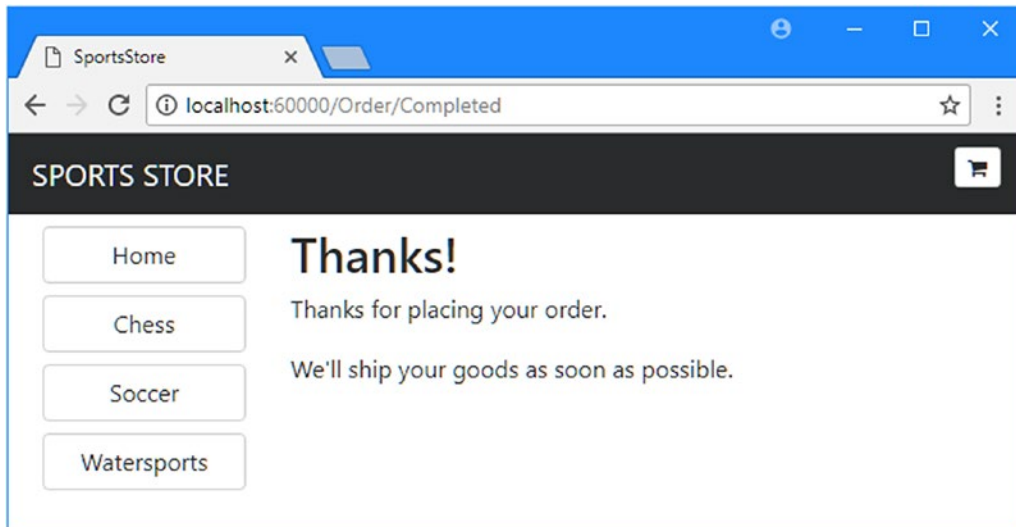 SportsStore
localhost:60000/Order/Completed
SPORTS STORE
Home
Chess
Soccer
Watersports
Thanks!
Thanks for placing your order.
We'll ship your goods as soon as possible.